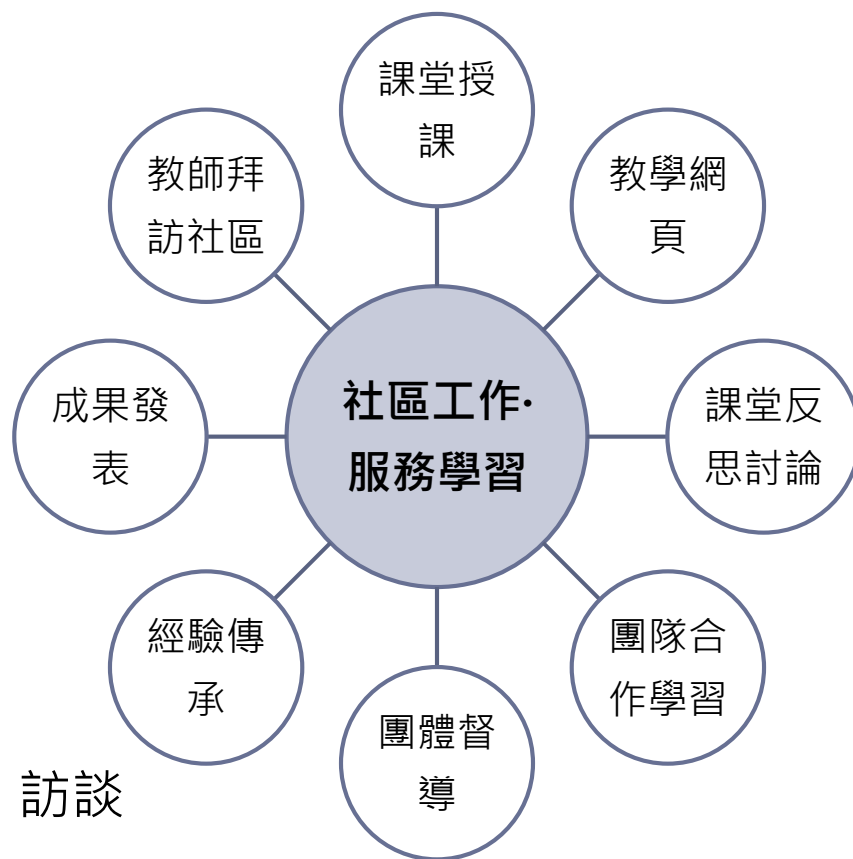 課堂授
課
教師拜
訪社區
教學網
頁
成果發
表
社區工作·
服務學習
課堂反
思討論
經驗傳
承
團隊合
作學習
團體督
導
訪談